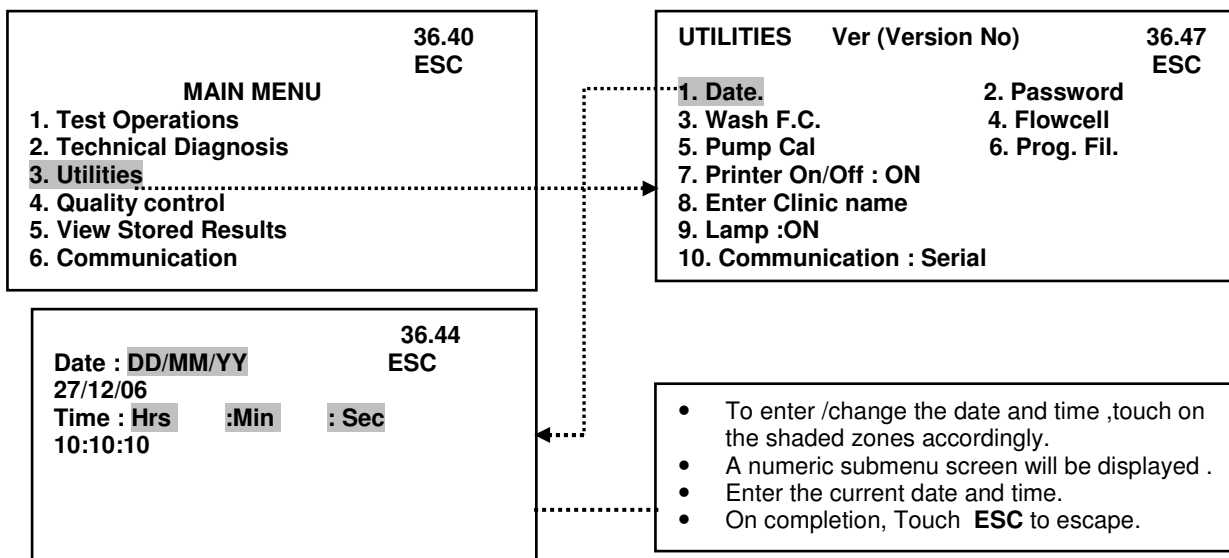 36.40
ESC
MAIN MENU
1. Test Operations
2. Technical Diagnosis
3. Utilities
4. Quality control
5. View Stored Results
6. Communication
UTILITIES Ver (Version No) 36.47
ESC
1. Date. 2. Password
3. Wash F.C. 4. Flowcell
5. Pump Cal 6. Prog. Fil.
7. Printer On/Off : ON
8. Enter Clinic name
9. Lamp :ON
10. Communication : Serial
36.44
Date : DD/MM/YY ESC
27/12/06
Time : Hrs :Min : Sec
10:10:10
• To enter /change the date and time ,touch on
the shaded zones accordingly.
• A numeric submenu screen will be displayed .
• Enter the current date and time.
• On completion, Touch ESC to escape.